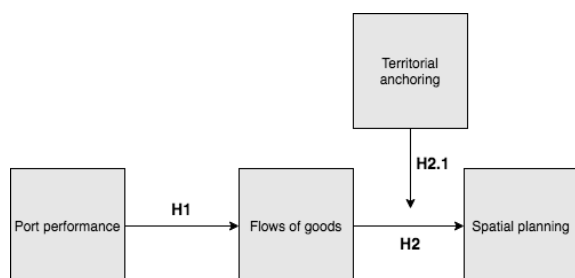 Territorial
anchoring
H2.1
Port performance
H1
Flows of goods
H2
Spatial planning